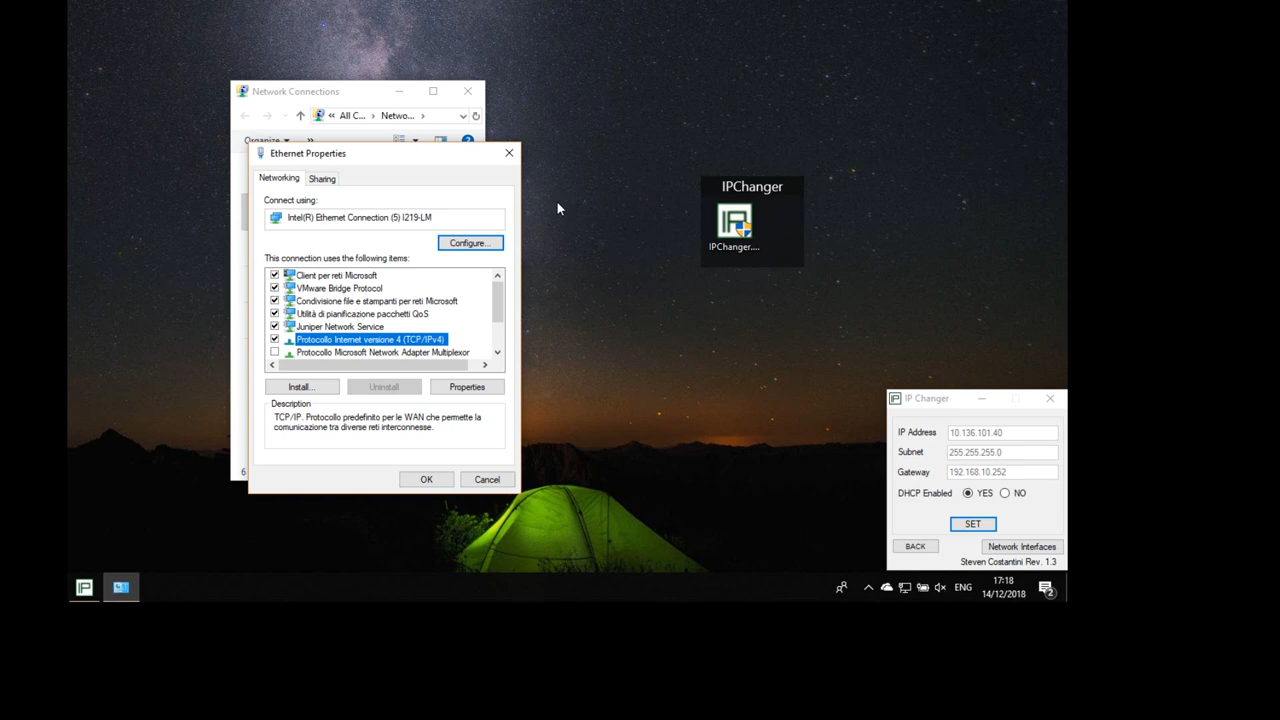 Network Connections
« All C... › Netwo... ›
Organize
»
Ethernet Properties
Networking
Sharing
Connect using:
Intel(R) Ethernet Connection (5) I219-LM
Configure...
This connection uses the following items:
Client per reti Microsoft
VMware Bridge Protocol
Condivisione file e stampanti per reti Microsoft
Utilità di pianificazione pacchetti QoS
Juniper Network Service
Protocollo Internet versione 4 (TCP/IPv4)
Protocollo Microsoft Network Adapter Multiplexor
Install...
Uninstall
Properties
Description
TCP/IP. Protocollo predefinito per le WAN che permette la
comunicazione tra diverse reti interconnesse.
6
OK
Cancel
IPChanger
IP
IPChanger....
IP
IP Changer
IP Address 10.136.101.40
Subnet 255.255.255.0
Gateway 192.168.10.252
DHCP Enabled YES NO
SET
BACK
Network Interfaces
Steven Costantini Rev. 1.3
IP
ENG
17:18
14/12/2018
2